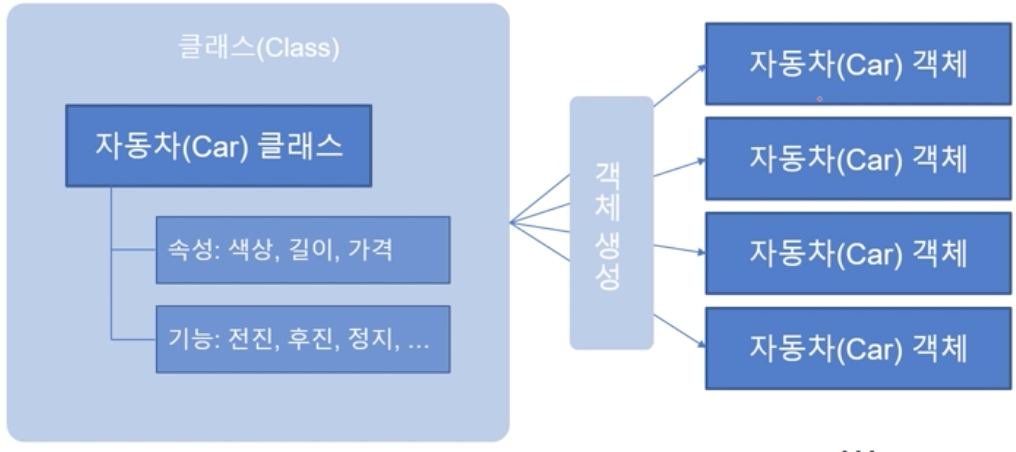 클래스(Class)
자동차(Car) 클래스
속성: 색상, 길이, 가격
기능: 전진, 후진, 정지, ...
객체 생성
자동차(Car) 객체
자동차(Car) 객체
자동차(Car) 객체
자동차(Car) 객체
...